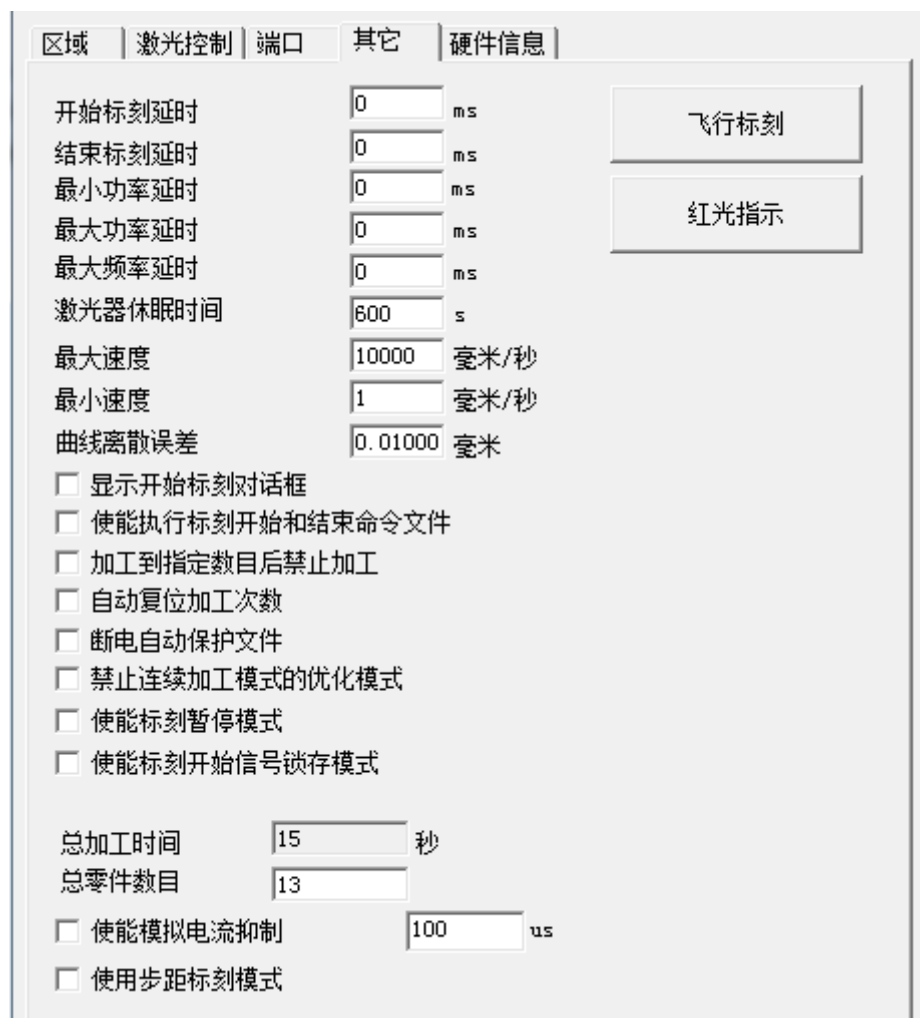 区域 激光控制 端口 其它 硬件信息
开始标刻延时 0 ms 飞行标刻
结束标刻延时 0 ms
最小功率延时 0 ms 红光指示
最大功率延时 0 ms
最大频率延时 0 ms
激光器休眠时间 600 s
最大速度 10000 毫米/秒
最小速度 1 毫米/秒
曲线离散误差 0.01000 毫米
显示开始标刻对话框
使能执行标刻开始和结束命令文件
加工到指定数目后禁止加工
自动复位加工次数
断电自动保护文件
禁止连续加工模式的优化模式
使能标刻暂停模式
使能标刻开始信号锁存模式
总加工时间 15 秒
总零件数目 13
使能模拟电流抑制 100 us
使用步距标刻模式